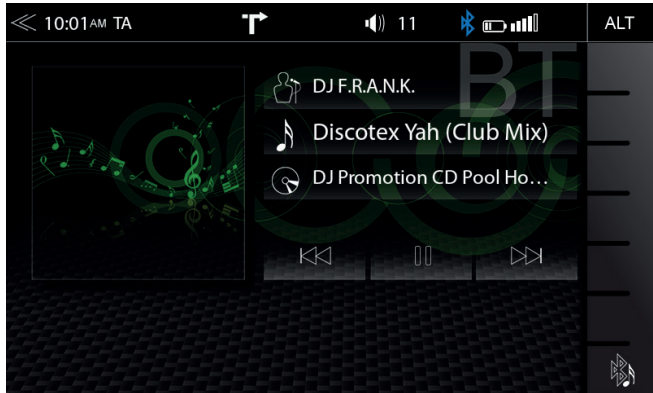 10:01AM TA 11 ALT
BT
DJ F.R.A.N.K.
Discotex Yah (Club Mix)
DJ Promotion CD Pool Ho...